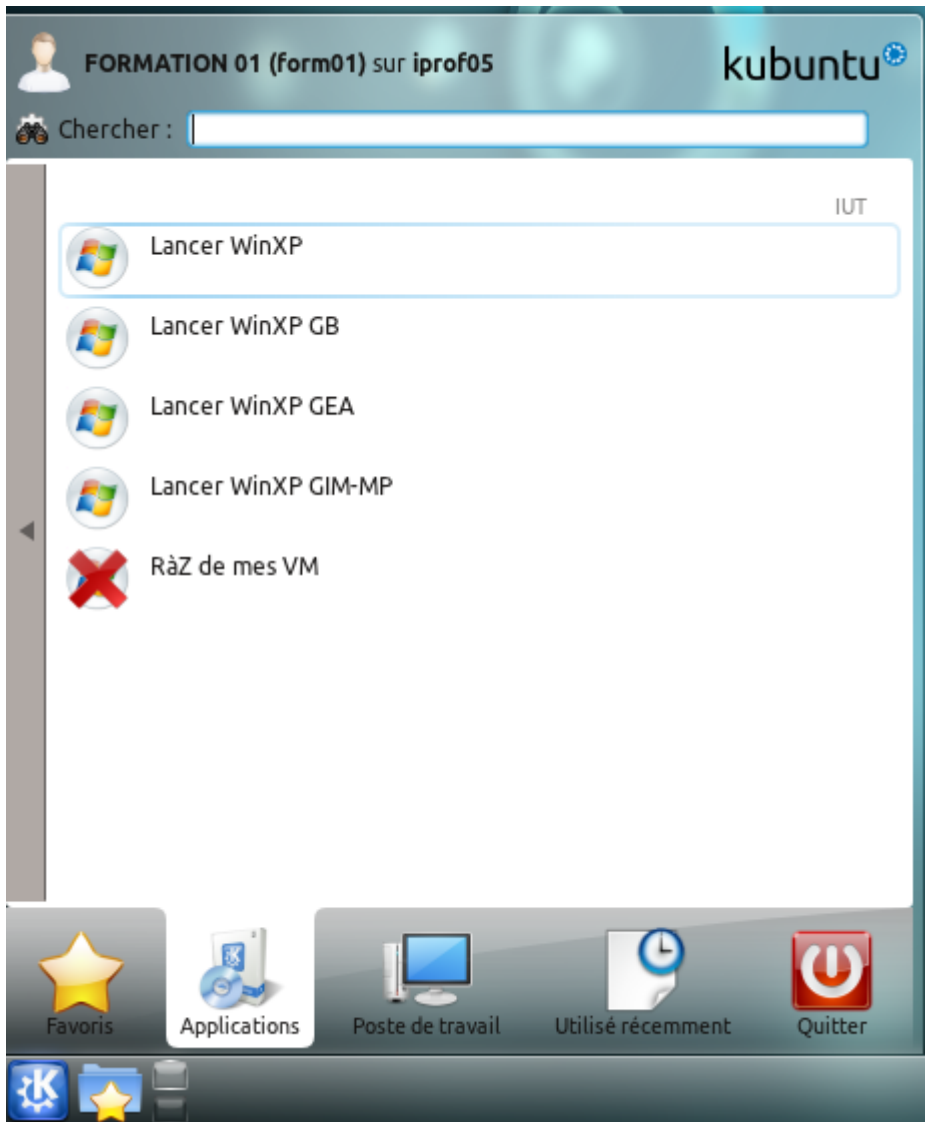 FORMATION 01 (form01) sur iprof05
kubuntu
Chercher :
IUT
Lancer WinXP
Lancer WinXP GB
Lancer WinXP GEA
Lancer WinXP GIM-MP
RàZ de mes VM
Favoris
Applications
Poste de travail
Utilisé récemment
Quitter